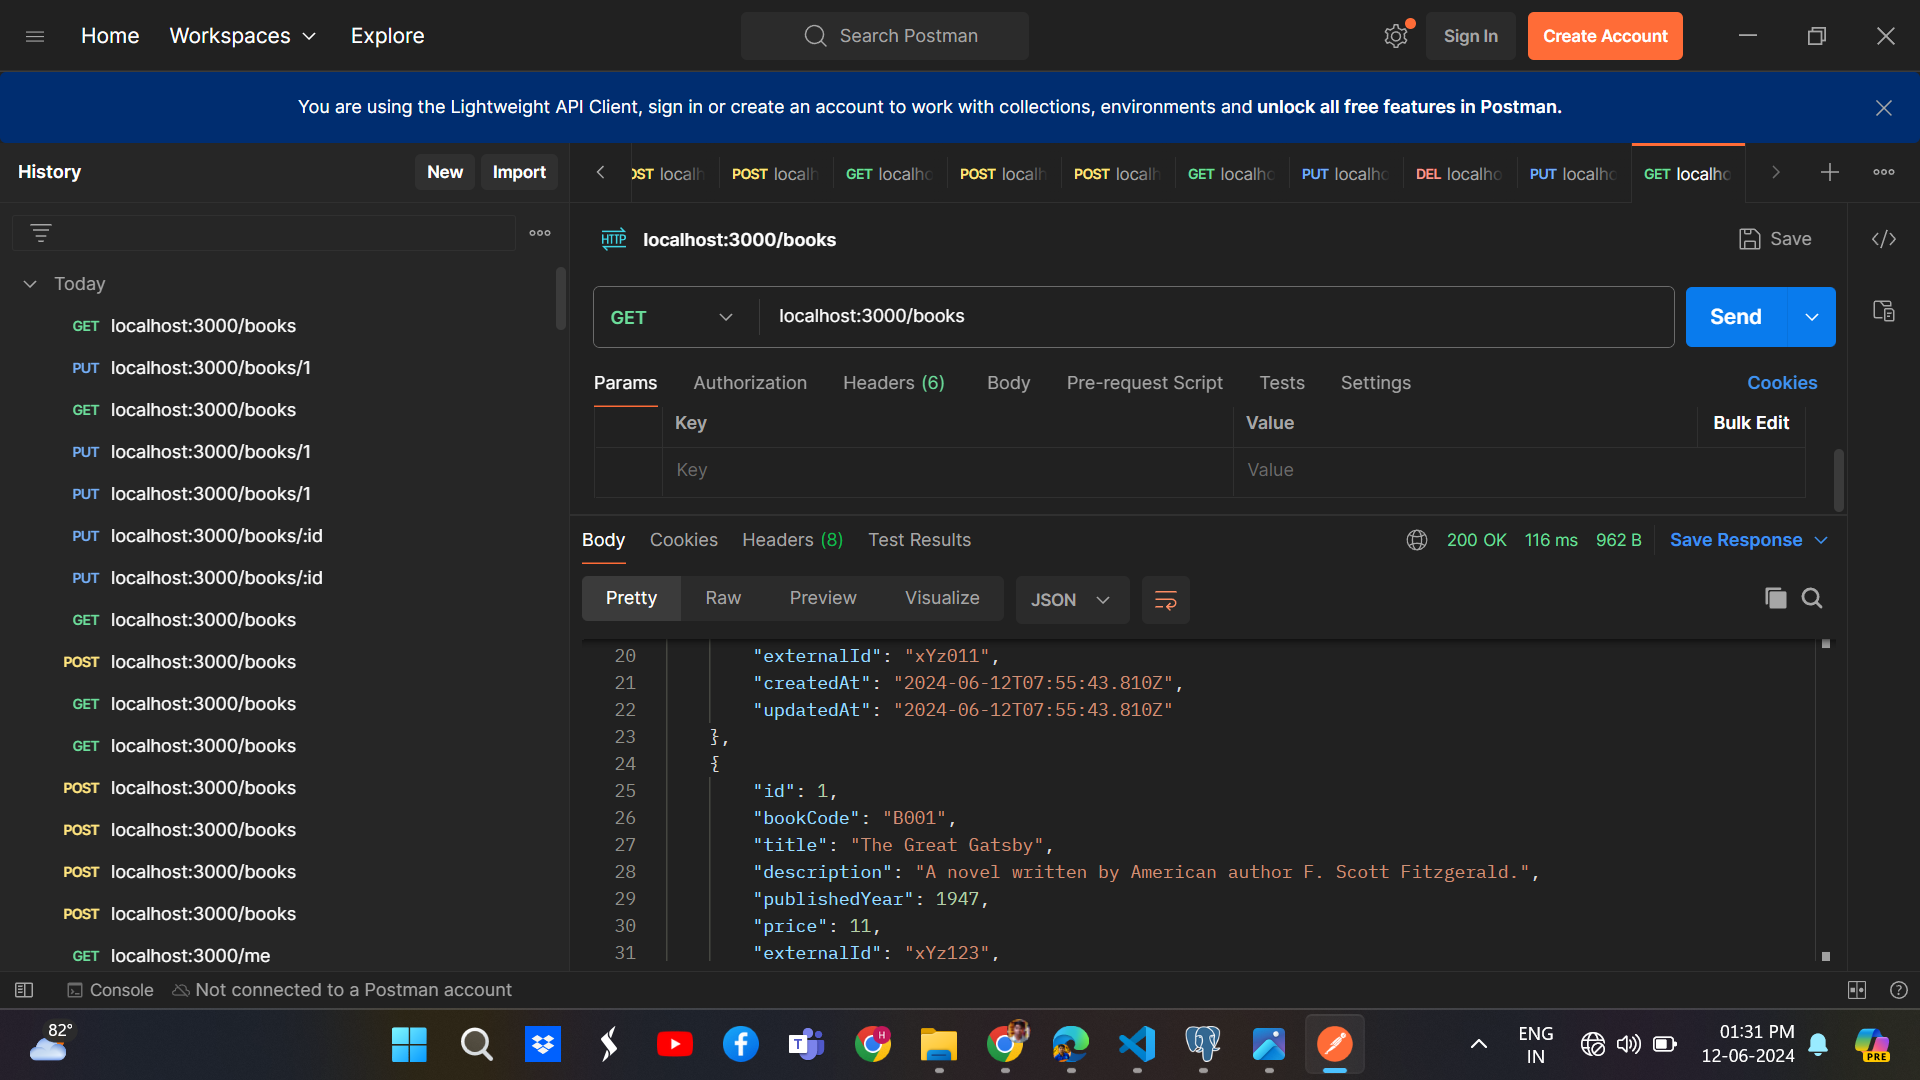 Home Workspaces Explore Search Postman Sign In Create Account
You are using the Lightweight API Client, sign in or create an account to work with collections, environments and unlock all free features in Postman.
History New Import
OST localh POST localh GET localho POST localh POST localh GET localho PUT localho DEL localho PUT localho GET localho
HTTP localhost:3000/books Save
Today
GET localhost:3000/books
PUT localhost:3000/books/1
GET localhost:3000/books
PUT localhost:3000/books/1
PUT localhost:3000/books/1
PUT localhost:3000/books/:id
PUT localhost:3000/books/:id
GET localhost:3000/books
POST localhost:3000/books
GET localhost:3000/books
GET localhost:3000/books
POST localhost:3000/books
POST localhost:3000/books
POST localhost:3000/books
POST localhost:3000/books
GET localhost:3000/me
GET localhost:3000/books Send
Params Authorization Headers (6) Body Pre-request Script Tests Settings Cookies
Key Value Bulk Edit
Key Value
Body Cookies Headers (8) Test Results 200 OK 116 ms 962 B Save Response
Pretty Raw Preview Visualize JSON
20 "externalId": "xYz011",
21 "createdAt": "2024-06-12T07:55:43.810Z",
22 "updatedAt": "2024-06-12T07:55:43.810Z"
23 },
24 {
25 "id": 1,
26 "bookCode": "B001",
27 "title": "The Great Gatsby",
28 "description": "A novel written by American author F. Scott Fitzgerald.",
29 "publishedYear": 1947,
30 "price": 11,
31 "externalId": "xYz123",
Console Not connected to a Postman account
82° H T ENG 01:31 PM
IN 12-06-2024 PRE